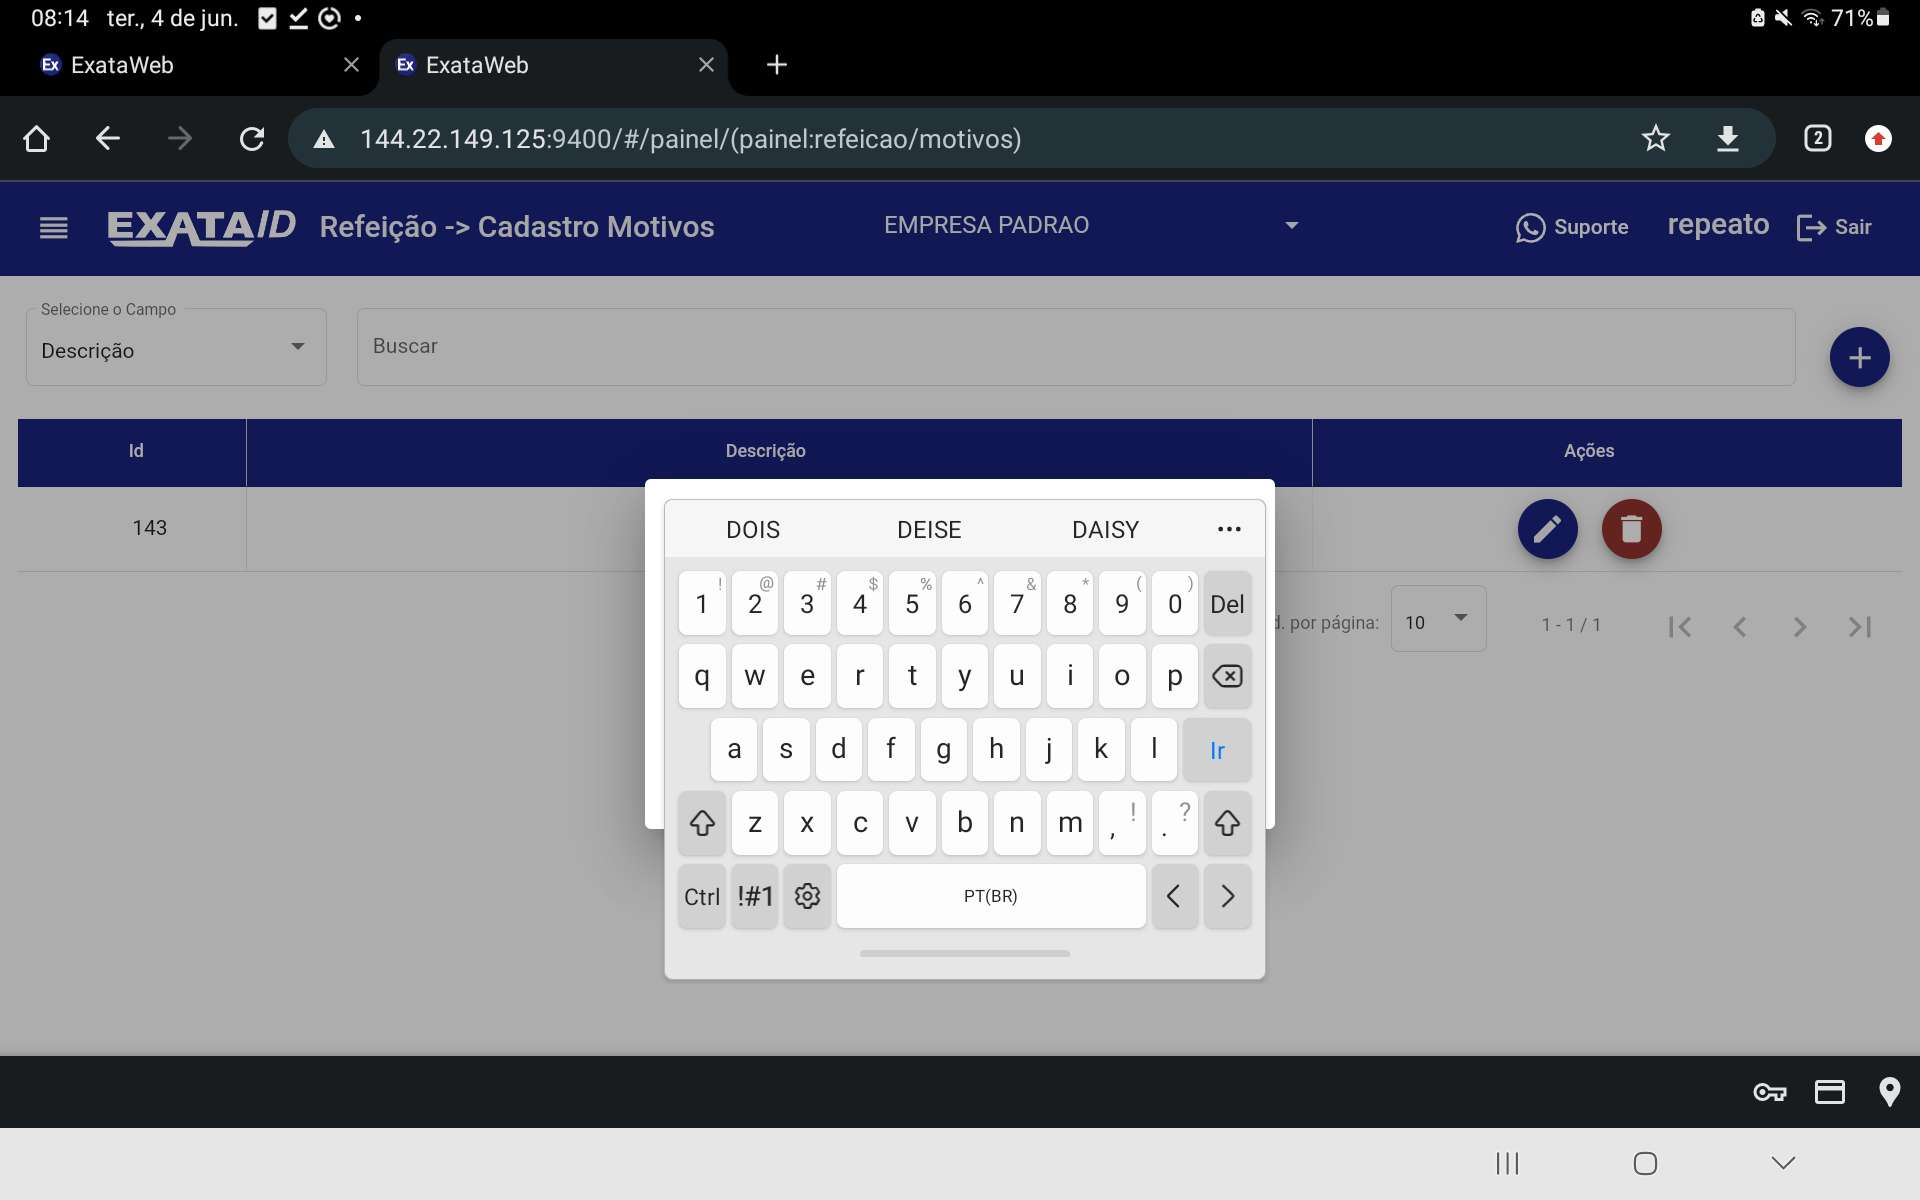 08:14 ter., 4 de jun. 71%
Ex ExataWeb
Ex ExataWeb
144.22.149.125:9400/#/painel/(painel:refeicao/motivos) 2
EXATAID Refeição -> Cadastro Motivos EMPRESA PADRAO Suporte repeato Sair
Selecione o Campo
Descrição
Buscar
Id Descrição Ações
143
DOIS DEISE DAISY ...
! @ # $ % ^ & * ( )
1 2 3 4 5 6 7 8 9 0 Del
d. por página: 10 1 - 1 / 1
q w e r t y u i o p
a s d f g h j k l Ir
z x c v b n m , ! . ?
Ctrl !#1 PT(BR) < >